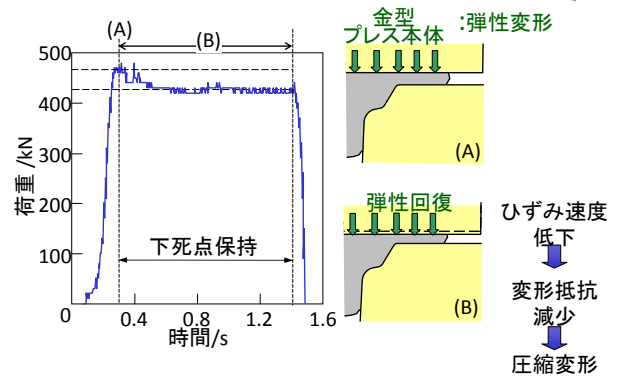 (A)
(B)
500
400
300
200
100
0
0.4
0.8
1.2
1.6
荷重/kN
時間/s
下死点保持
金型
プレス本体
:弾性変形
(A)
弾性回復
(B)
ひずみ速度
低下
変形抵抗
減少
圧縮変形